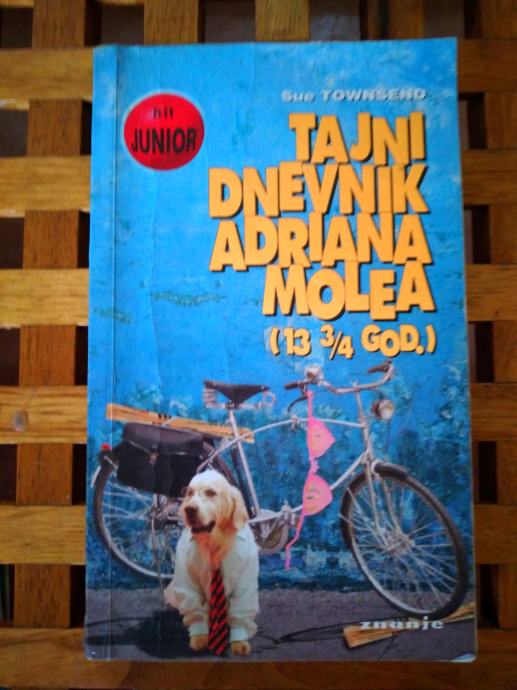 Sue TOWNSEND
hit
JUNIOR
TAJNI
DNEVNIK
ADRIANA
MOLEA
(13 3/4 GOD.)
znanje